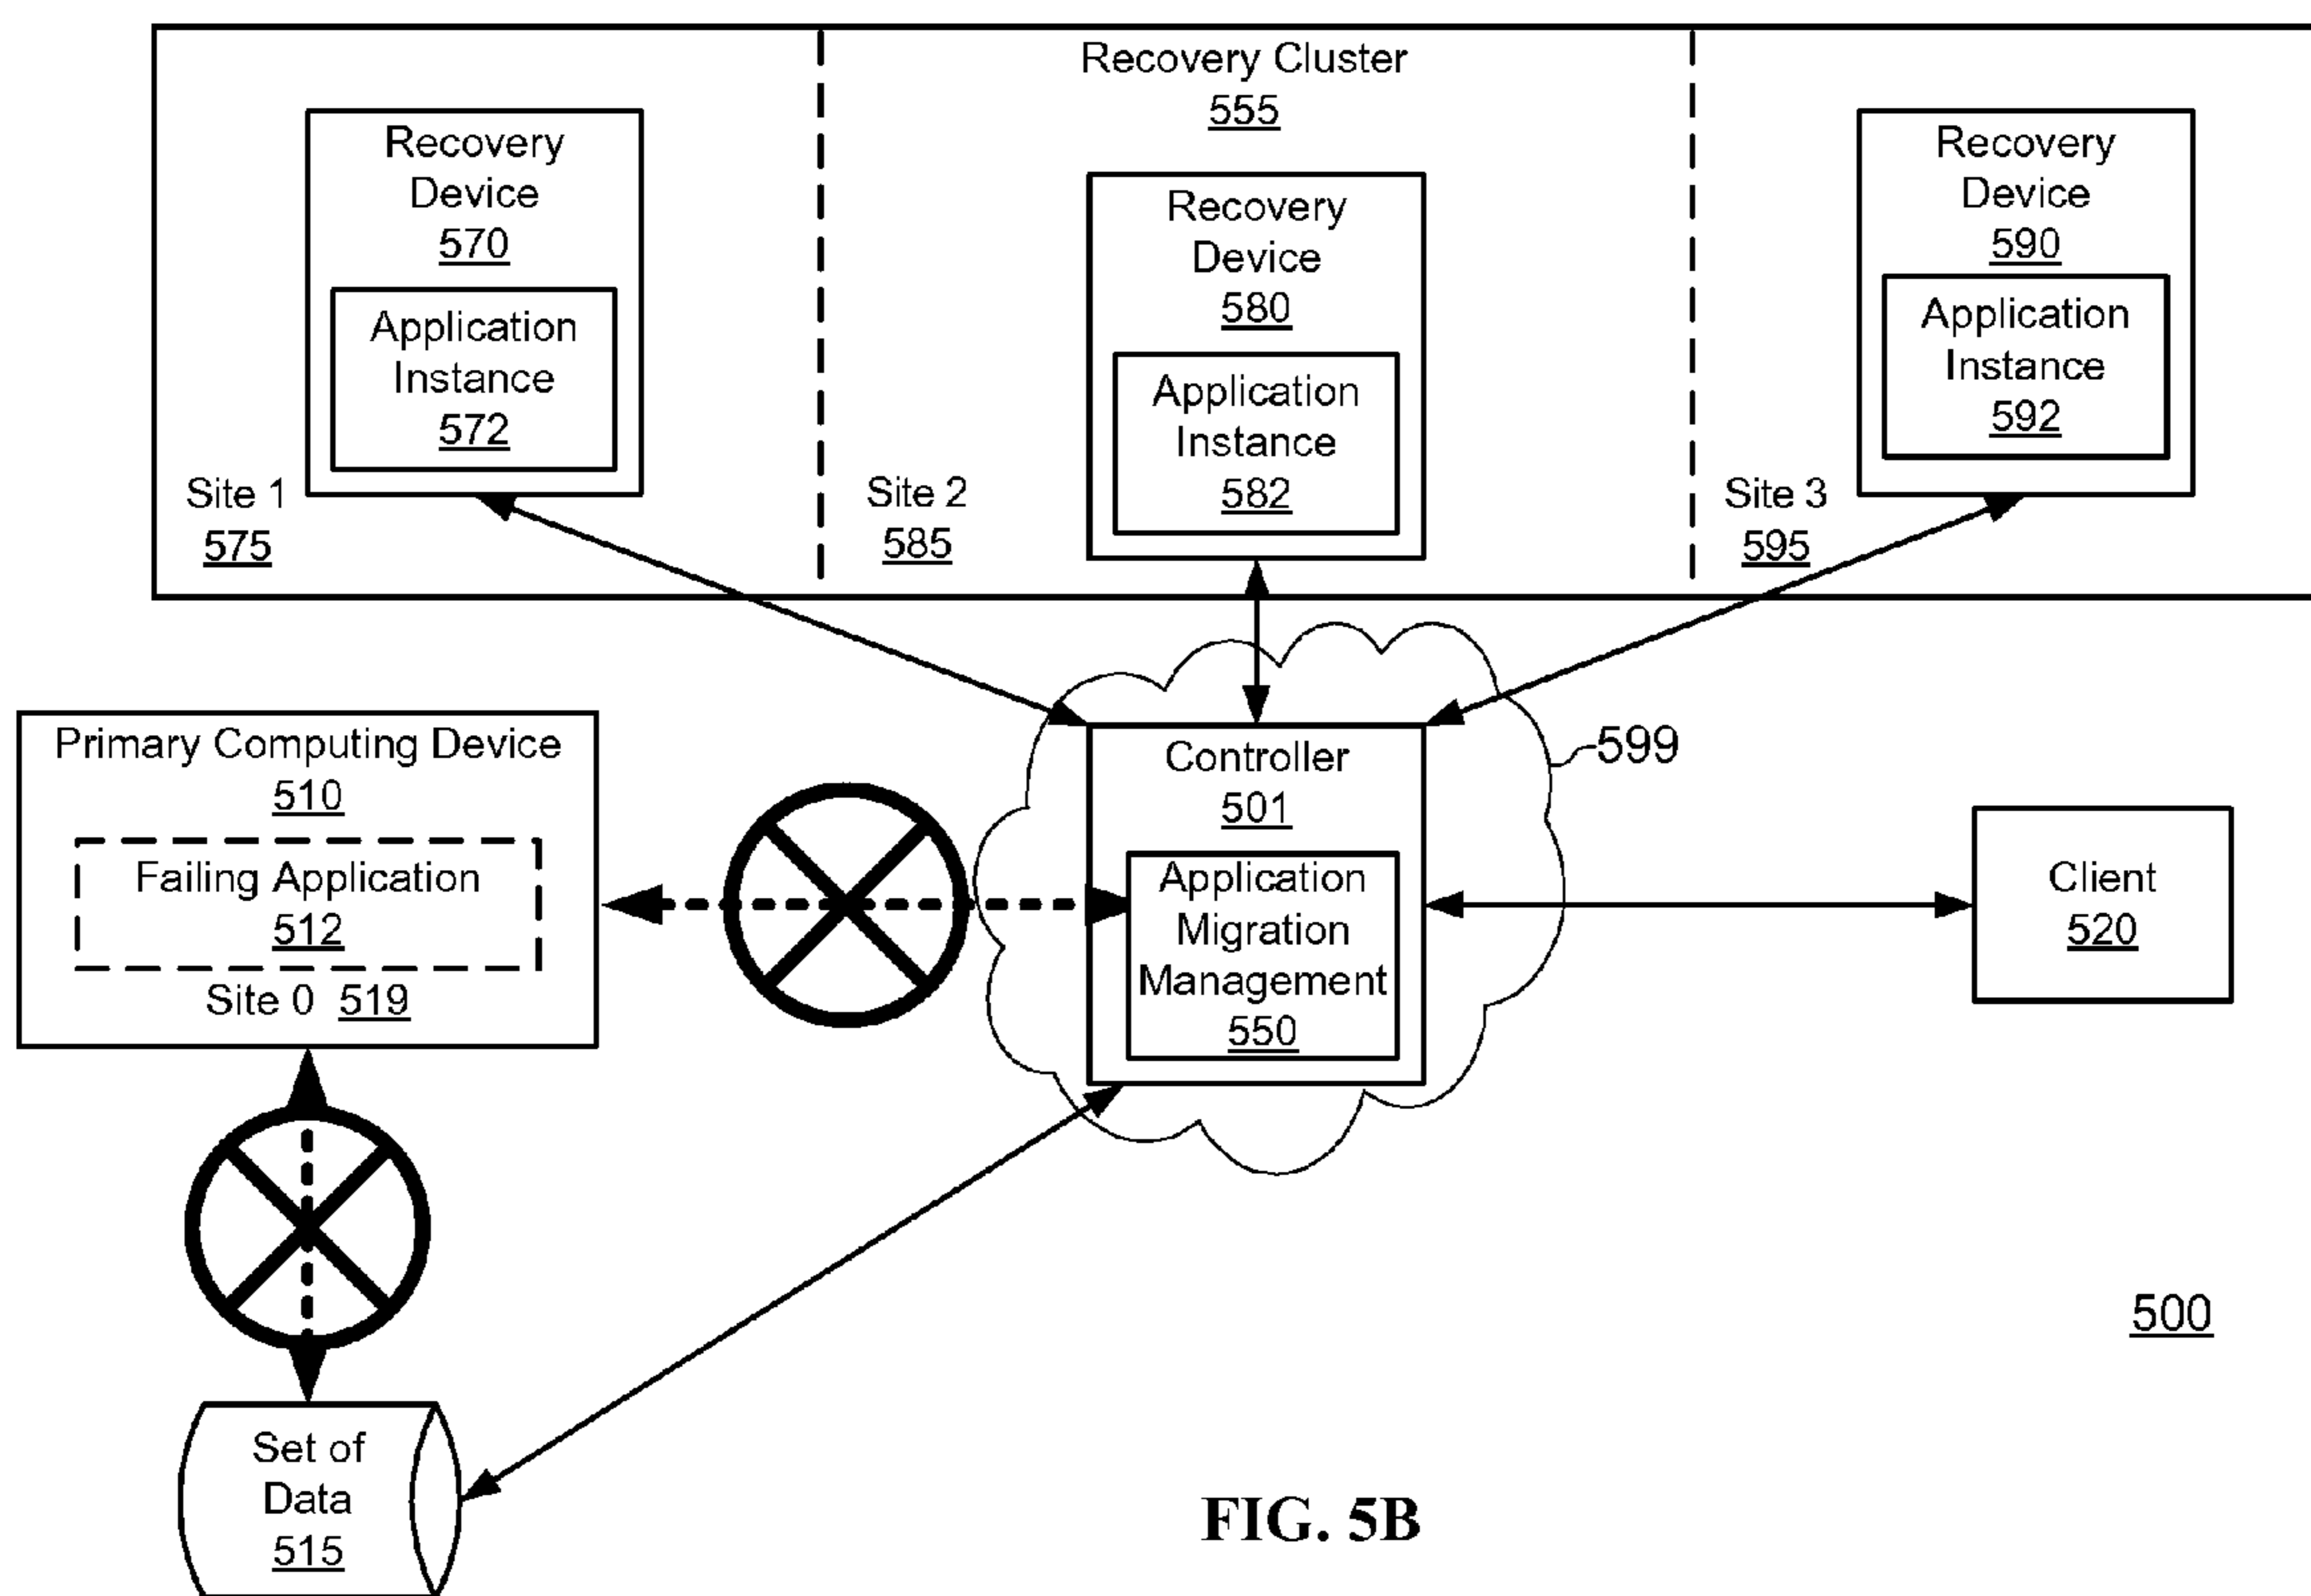 Recovery Cluster
555
Recovery
Device
570
Application
Instance
572
Site 1
575
Recovery
Device
580
Application
Instance
582
Site 2
585
Recovery
Device
590
Application
Instance
592
Site 3
595
Primary Computing Device
510
Failing Application
512
Site 0 519
Controller
501
Application
Migration
Management
550
599
Client
520
Set of
Data
515
500
FIG. 5B